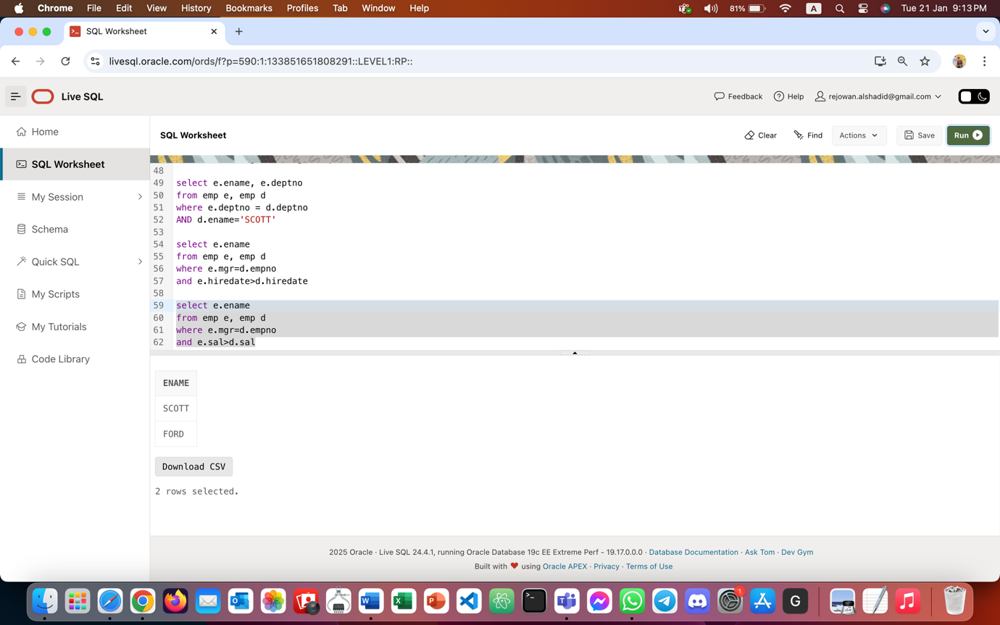 Chrome File Edit View History Bookmarks Profiles Tab Window Help 81% A Tue 21 Jan 9:13 PM
SQL Worksheet
livesql.oracle.com/ords/f?p=590:1:133851651808291::LEVEL1:RP::
Live SQL
Feedback Help rejowan.alshadid@gmail.com
Home
SQL Worksheet
My Session
Schema
Quick SQL
My Scripts
My Tutorials
Code Library
SQL Worksheet
Clear Find Actions Save Run
48
49 select e.ename, e.deptno
50 from emp e, emp d
51 where e.deptno = d.deptno
52 AND d.ename='SCOTT'
53
54 select e.ename
55 from emp e, emp d
56 where e.mgr=d.empno
57 and e.hiredate>d.hiredate
58
59 select e.ename
60 from emp e, emp d
61 where e.mgr=d.empno
62 and e.sal>d.sal
ENAME
SCOTT
FORD
Download CSV
2 rows selected.
2025 Oracle · Live SQL 24.4.1, running Oracle Database 19c EE Extreme Perf - 19.17.0.0.0 · Database Documentation · Ask Tom · Dev Gym
Built with ♥ using Oracle APEX · Privacy · Terms of Use
W X P G 1